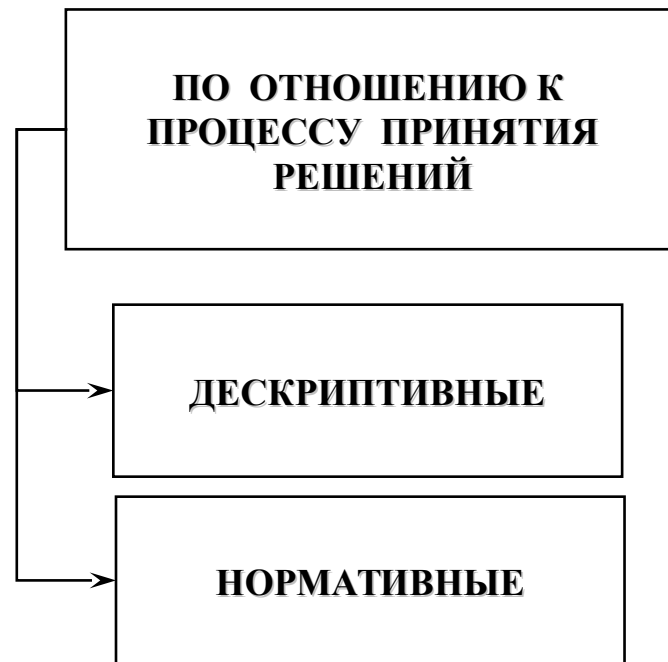 ПО ОТНОШЕНИЮ К
ПРОЦЕССУ ПРИНЯТИЯ
РЕШЕНИЙ
ДЕСКРИПТИВНЫЕ
НОРМАТИВНЫЕ